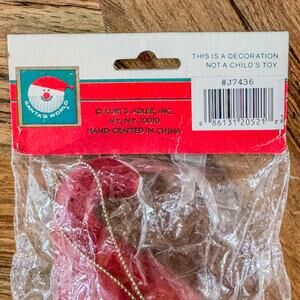 THIS IS A DECORATION
NOT A CHILD'S TOY
#J7436
0 86131 20521 7
SANTA'S WORLD
© KURT S. ADLER, INC.
N.Y., N.Y. 10010
HAND-CRAFTED IN CHINA